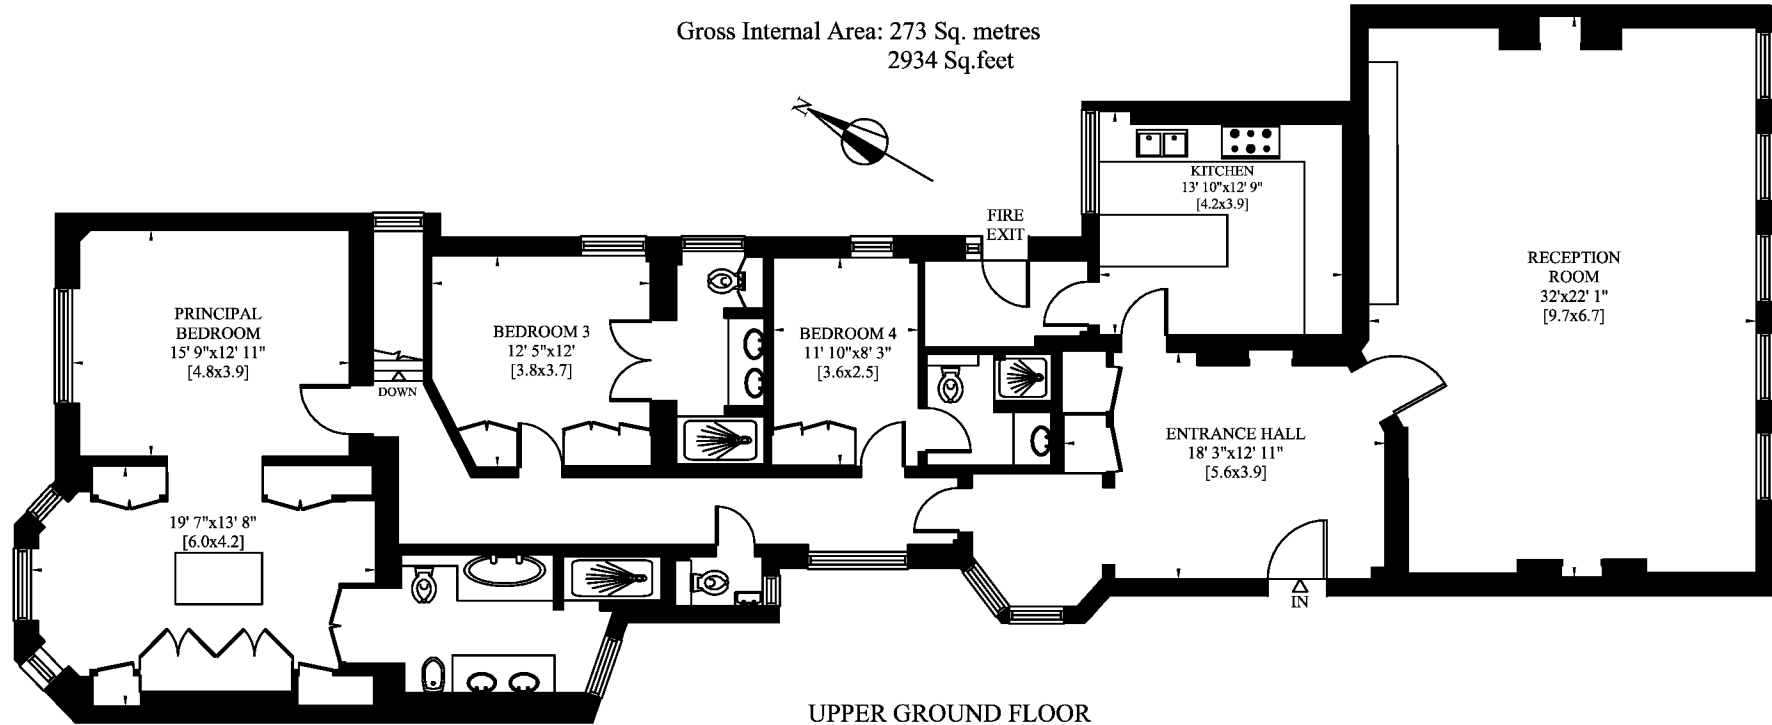 Gross Internal Area: 273 Sq. metres
2934 Sq.feet
N
KITCHEN
13' 10"x12' 9"
[4.2x3.9]
FIRE
EXIT
RECEPTION
ROOM
32'x22' 1"
[9.7x6.7]
PRINCIPAL
BEDROOM
15' 9"x12' 11"
[4.8x3.9]
BEDROOM 3
12' 5"x12'
[3.8x3.7]
BEDROOM 4
11' 10"x8' 3"
[3.6x2.5]
DOWN
ENTRANCE HALL
18' 3"x12' 11"
[5.6x3.9]
19' 7"x13' 8"
[6.0x4.2]
IN
UPPER GROUND FLOOR